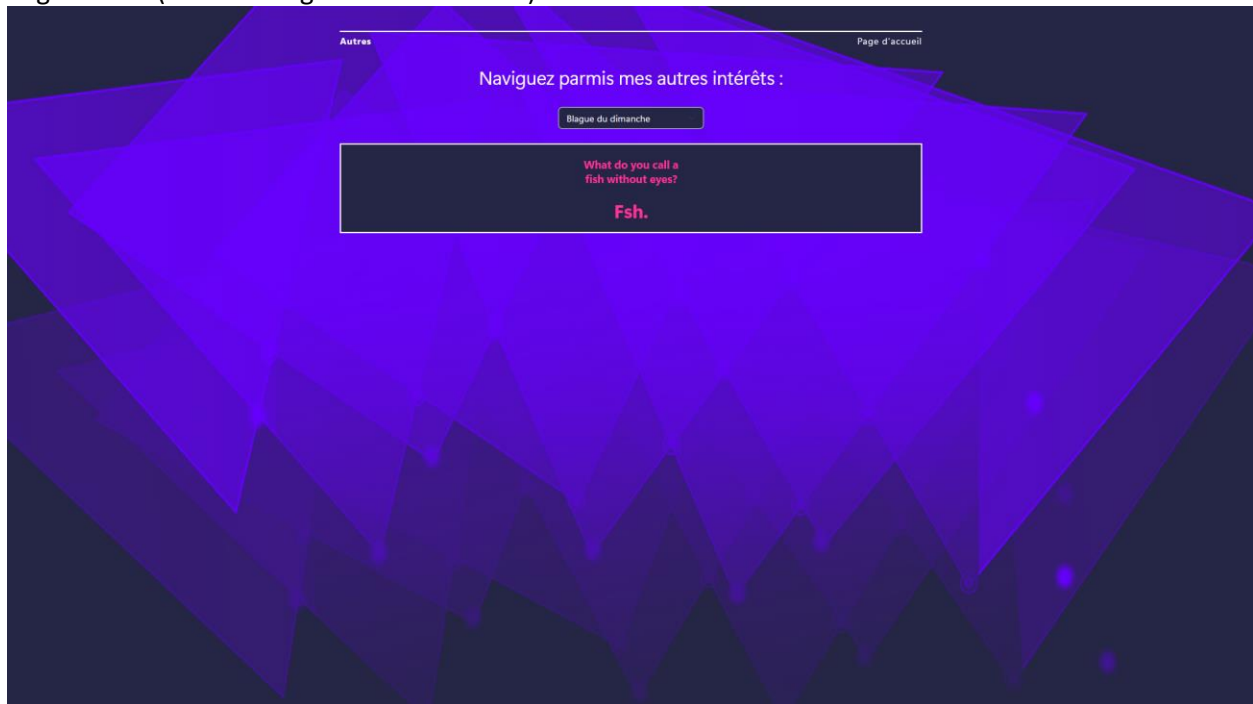 Autres
Page d'accueil
Naviguez parmis mes autres intérêts :
Blague du dimanche
What do you call a
fish without eyes?
Fsh.